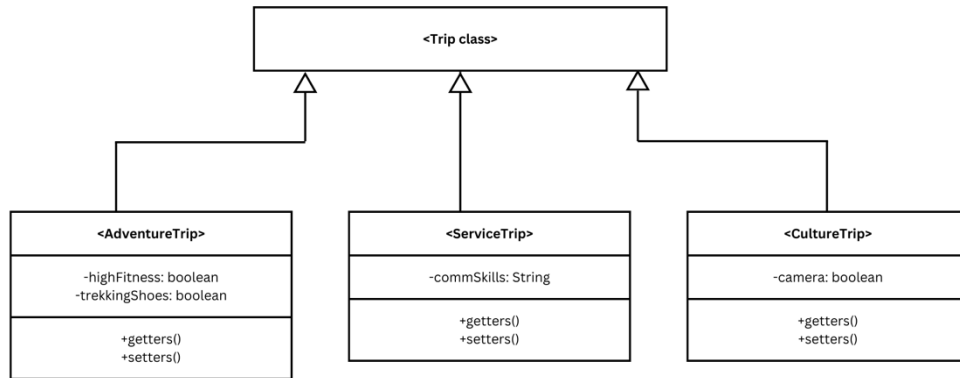 <Trip class>
<AdventureTrip>
-highFitness: boolean
-trekkingShoes: boolean
+getters()
+setters()
<ServiceTrip>
-commSkills: String
+getters()
+setters()
<CultureTrip>
-camera: boolean
+getters()
+setters()